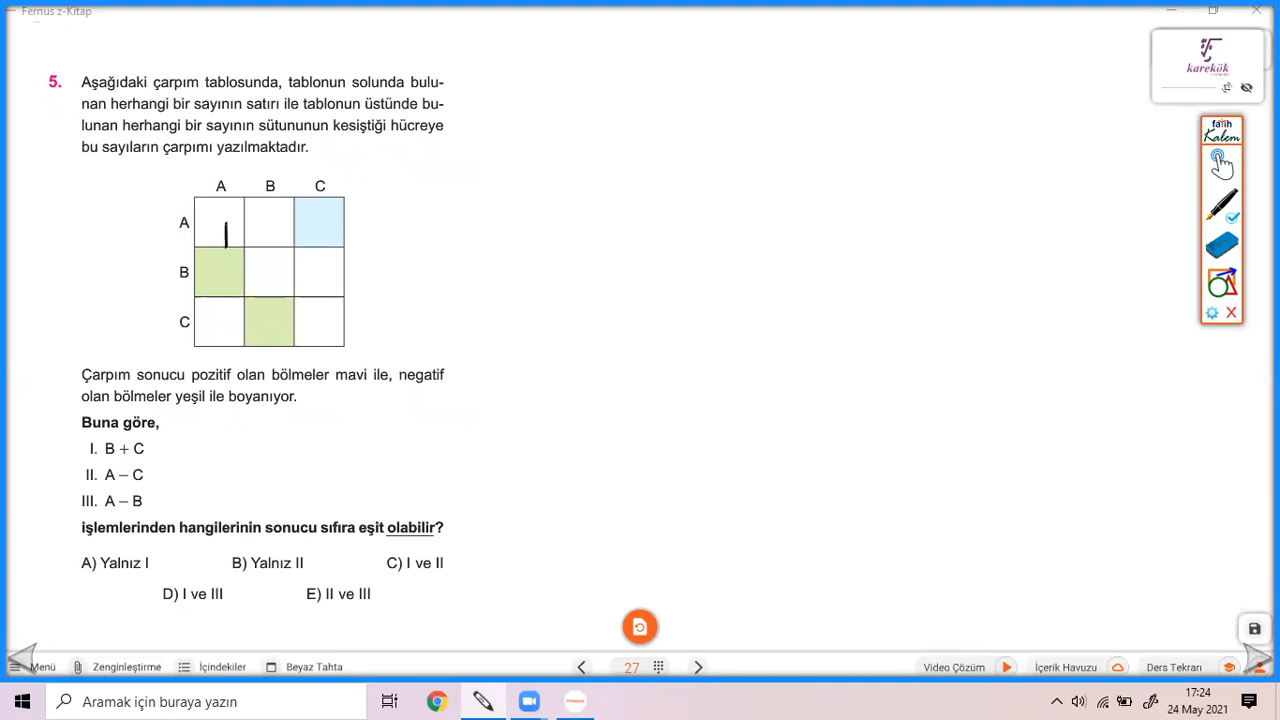 Fernus z-Kitap
karekök
5. Aşağıdaki çarpım tablosunda, tablonun solunda bulu-
nan herhangi bir sayının satırı ile tablonun üstünde bu-
lunan herhangi bir sayının sütununun kesiştiği hücreye
bu sayıların çarpımı yazılmaktadır.
fatih
Kalem
A B C
A
B
C
Çarpım sonucu pozitif olan bölmeler mavi ile, negatif
olan bölmeler yeşil ile boyanıyor.
Buna göre,
I. B + C
II. A – C
III. A – B
işlemlerinden hangilerinin sonucu sıfıra eşit olabilir?
A) Yalnız I B) Yalnız II C) I ve II
D) I ve III E) II ve III
Menü Zenginleştirme İçindekiler Beyaz Tahta 27 Video Çözüm İçerik Havuzu Ders Tekrarı
Aramak için buraya yazın
17:24
24 May 2021